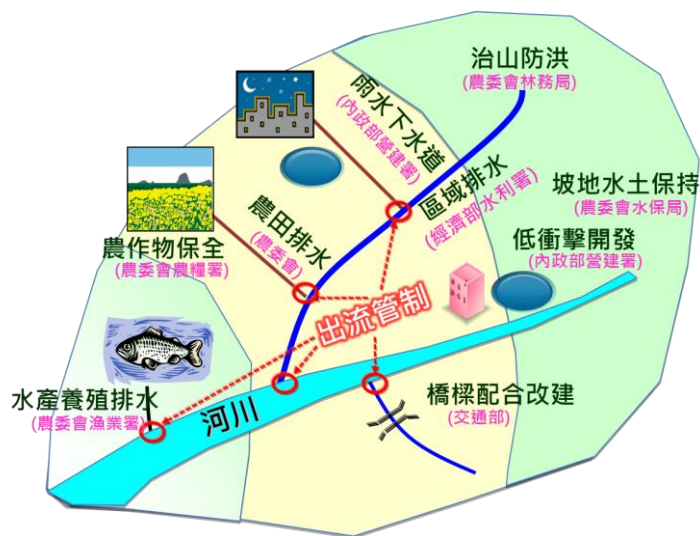 治山防洪
(農委會林務局)
雨水下水道
(內政部營建署)
區域排水
(經濟部水利署)
坡地水土保持
(農委會水保局)
低衝擊開發
(內政部營建署)
農田排水
(農委會)
農作物保全
(農委會農糧署)
出流管制
水產養殖排水
(農委會漁業署)
河川
橋樑配合改建
(交通部)